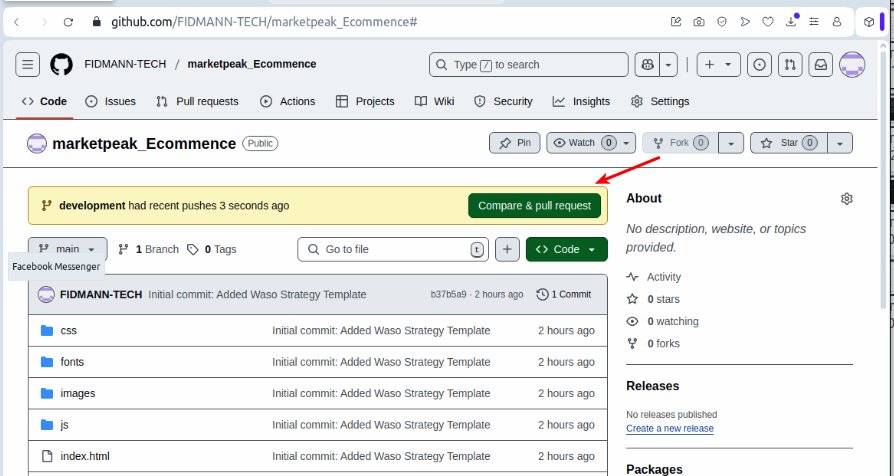 github.com/FIDMANN-TECH/marketpeak_Ecommence#
FIDMANN-TECH / marketpeak_Ecommence
Type / to search
Code Issues Pull requests Actions Projects Wiki Security Insights Settings
marketpeak_Ecommence Public
Pin Watch 0 Fork 0 Star 0
development had recent pushes 3 seconds ago
Compare & pull request
main 1 Branch 0 Tags
Go to file t
Code
Facebook Messenger
FIDMANN-TECH Initial commit: Added Waso Strategy Template b37b5a9 · 2 hours ago 1 Commit
css Initial commit: Added Waso Strategy Template 2 hours ago
fonts Initial commit: Added Waso Strategy Template 2 hours ago
images Initial commit: Added Waso Strategy Template 2 hours ago
js Initial commit: Added Waso Strategy Template 2 hours ago
index.html Initial commit: Added Waso Strategy Template 2 hours ago
About
No description, website, or topics
provided.
Activity
0 stars
0 watching
0 forks
Releases
No releases published
Create a new release
Packages